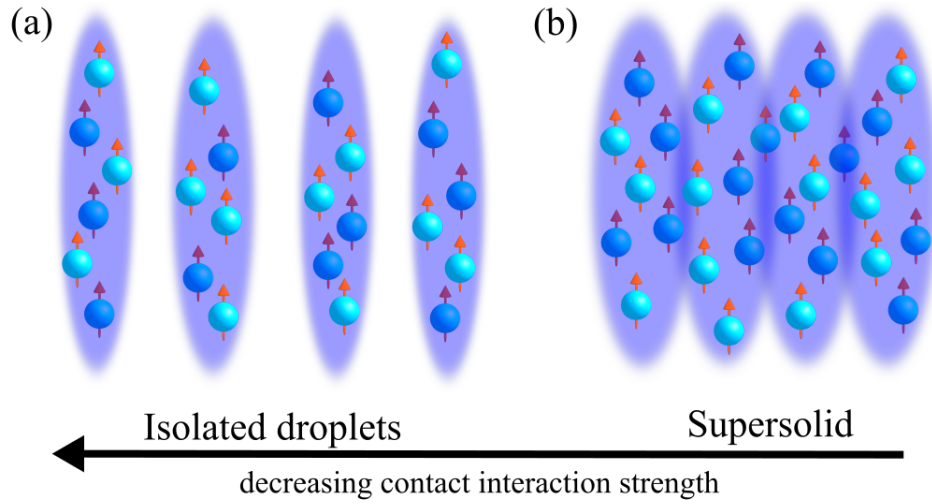 (a)
(b)
Isolated droplets
Supersolid
decreasing contact interaction strength